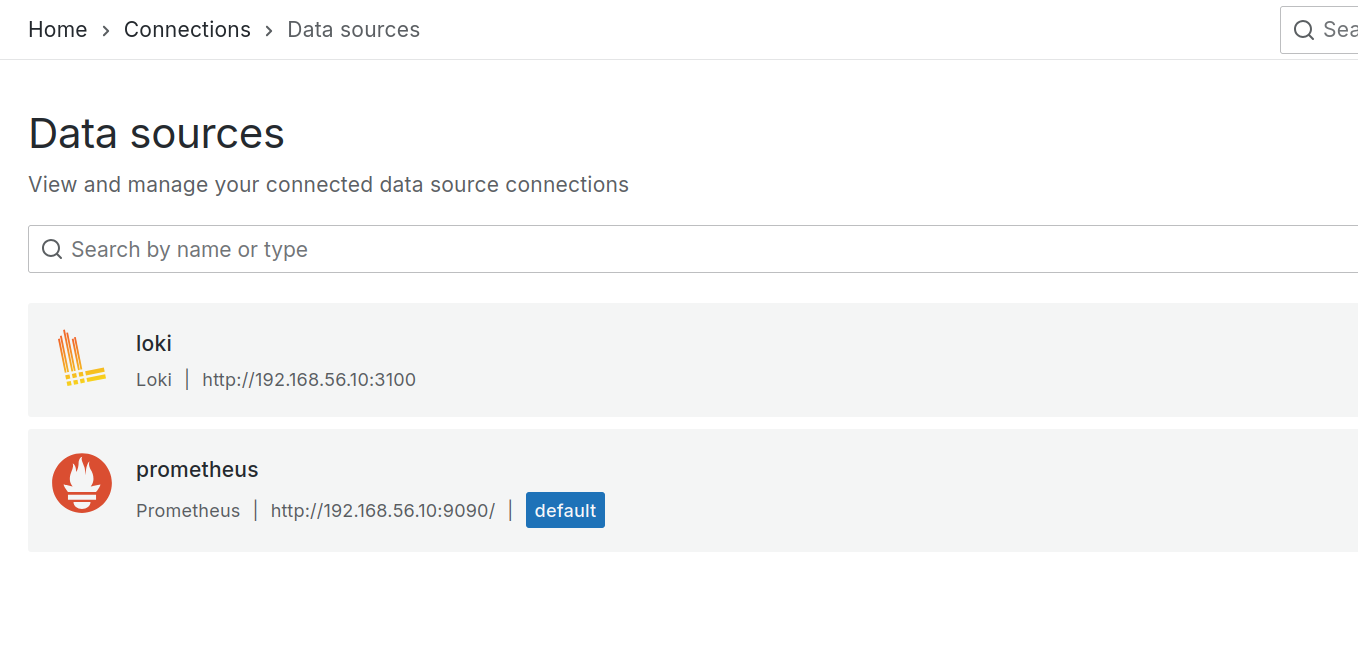 Home › Connections › Data sources
Sea
Data sources
View and manage your connected data source connections
Search by name or type
loki
Loki | http://192.168.56.10:3100
prometheus
Prometheus | http://192.168.56.10:9090/ | default